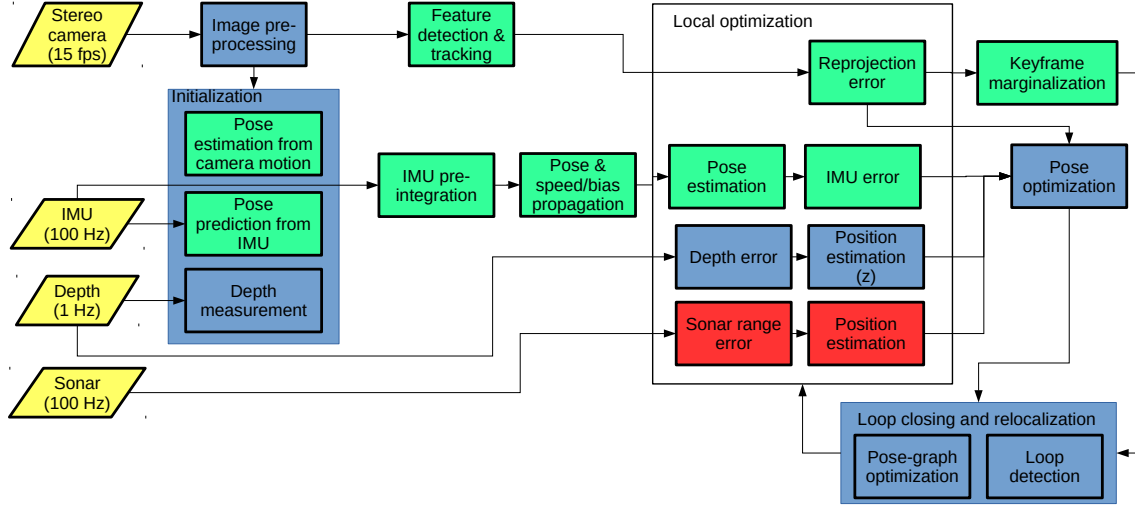 Stereo
camera
(15 fps)
Image pre-
processing
Feature
detection &
tracking
Local optimization
Reprojection
error
Keyframe
marginalization
Initialization
Pose
estimation from
camera motion
IMU pre-
integration
Pose &
speed/bias
propagation
Pose
estimation
IMU error
Pose
optimization
IMU
(100 Hz)
Pose
prediction from
IMU
Depth error
Position
estimation
(z)
Depth
(1 Hz)
Depth
measurement
Sonar range
error
Position
estimation
Sonar
(100 Hz)
Loop closing and relocalization
Pose-graph
optimization
Loop
detection